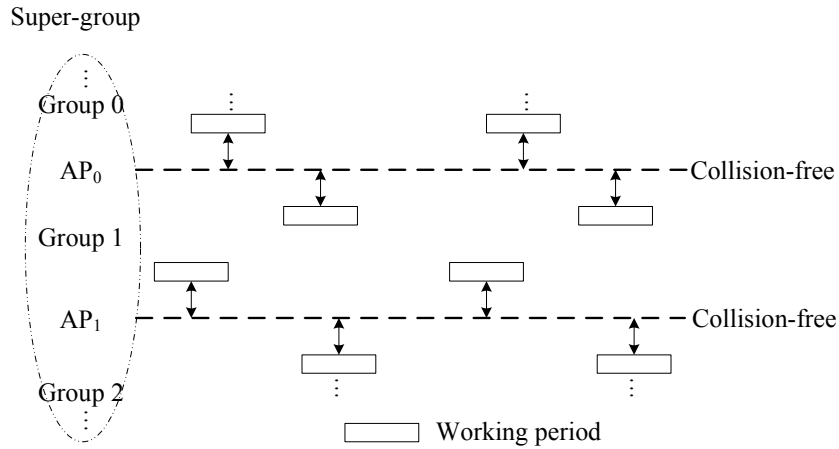 Super-group
Group 0
AP₀
Collision-free
Group 1
AP₁
Collision-free
Group 2
Working period